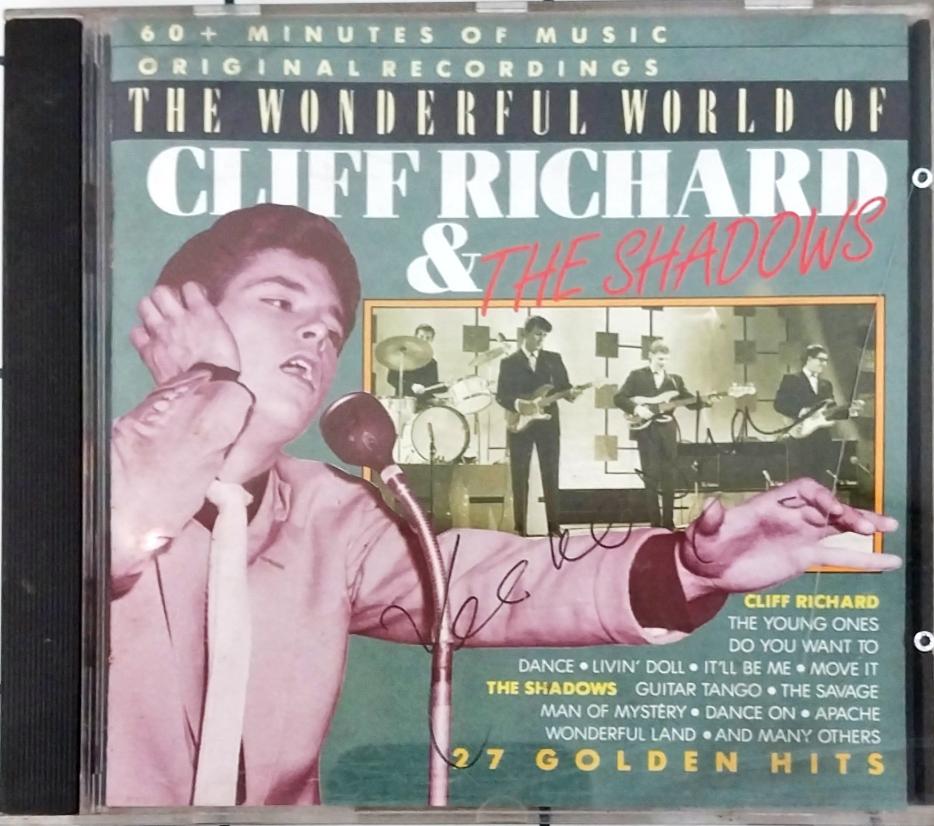 60+ MINUTES OF MUSIC
ORIGINAL RECORDINGS
THE WONDERFUL WORLD OF
CLIFF RICHARD
& THE SHADOWS
CLIFF RICHARD
THE YOUNG ONES
DO YOU WANT TO
DANCE • LIVIN' DOLL • IT'LL BE ME • MOVE IT
THE SHADOWS GUITAR TANGO • THE SAVAGE
MAN OF MYSTERY • DANCE ON • APACHE
WONDERFUL LAND • AND MANY OTHERS
27 GOLDEN HITS